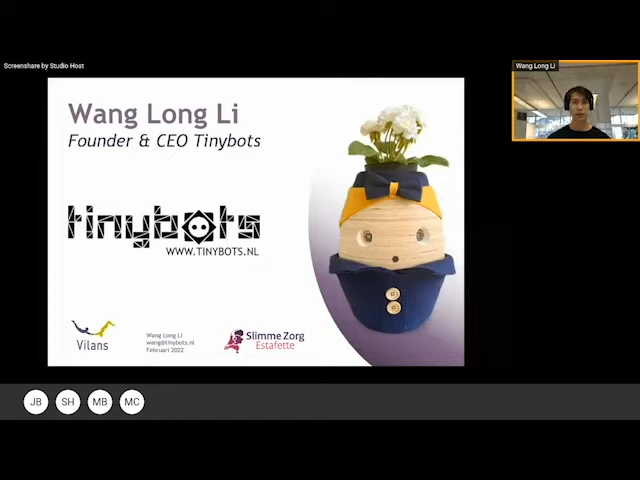 Screenshare by Studio Host
Wang Long Li
Wang Long Li
Founder & CEO Tinybots
tinybots
WWW.TINYBOTS.NL
Vilans
Wang Long Li
wang@tinybots.nl
Februari 2022
Slimme Zorg
Estafette
JB
SH
MB
MC